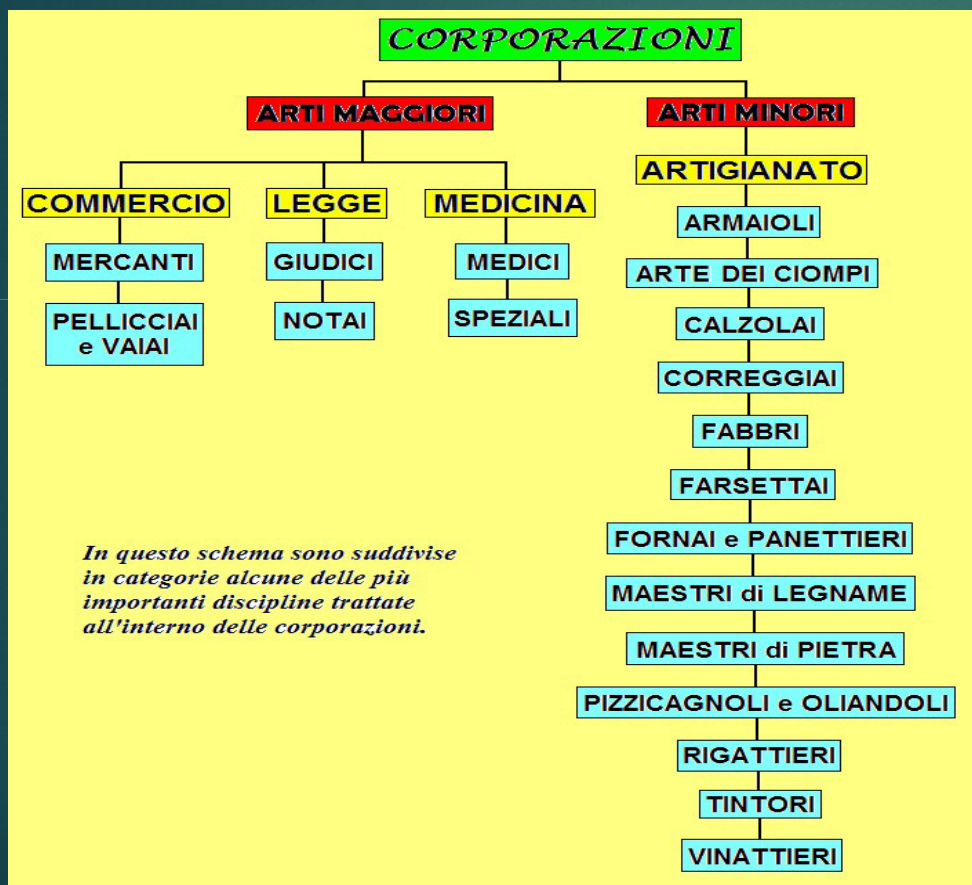 CORPORAZIONI
ARTI MAGGIORI
ARTI MINORI
COMMERCIO
LEGGE
MEDICINA
MERCANTI
GIUDICI
MEDICI
PELLICCIAI
e VAIAI
NOTAI
SPEZIALI
ARTIGIANATO
ARMAIOLI
ARTE DEI CIOMPI
CALZOLAI
CORREGGIAI
FABBRI
FARSETTAI
FORNAI e PANETTIERI
MAESTRI di LEGNAME
MAESTRI di PIETRA
PIZZICAGNOLI e OLIANDOLI
RIGATTIERI
TINTORI
VINATTIERI
In questo schema sono suddivise
in categorie alcune delle più
importanti discipline trattate
all'interno delle corporazioni.